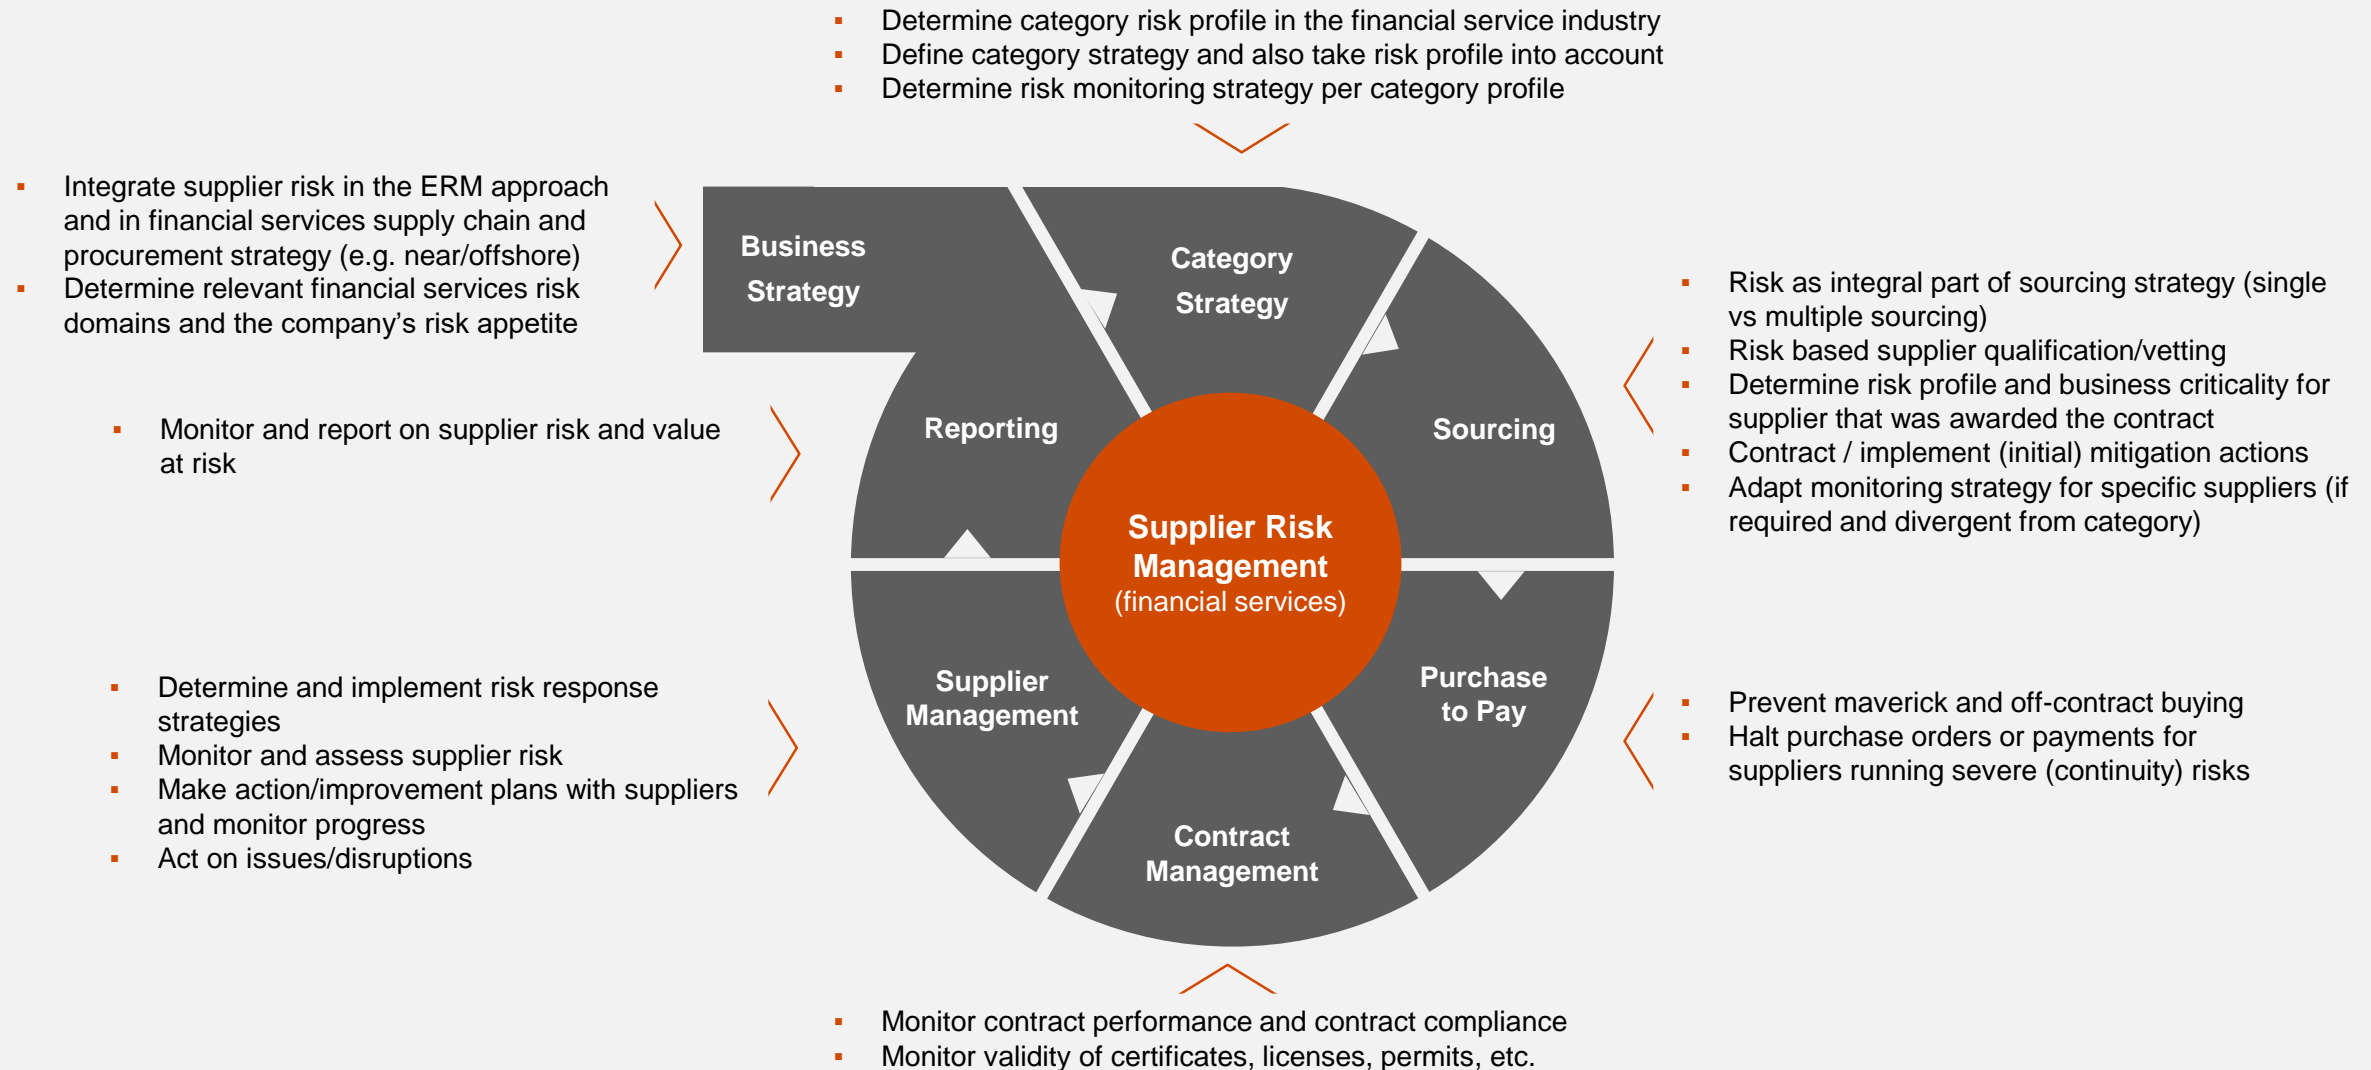 ▪ Determine category risk profile in the financial service industry
▪ Define category strategy and also take risk profile into account
▪ Determine risk monitoring strategy per category profile
▪ Integrate supplier risk in the ERM approach
and in financial services supply chain and
procurement strategy (e.g. near/offshore)
▪ Determine relevant financial services risk
domains and the company’s risk appetite
Business
Strategy
Category
Strategy
▪ Risk as integral part of sourcing strategy (single
vs multiple sourcing)
▪ Risk based supplier qualification/vetting
▪ Determine risk profile and business criticality for
supplier that was awarded the contract
▪ Contract / implement (initial) mitigation actions
▪ Adapt monitoring strategy for specific suppliers (if
required and divergent from category)
▪ Monitor and report on supplier risk and value
at risk
Reporting
Sourcing
Supplier Risk
Management
(financial services)
▪ Determine and implement risk response
strategies
▪ Monitor and assess supplier risk
▪ Make action/improvement plans with suppliers
and monitor progress
▪ Act on issues/disruptions
Supplier
Management
Purchase
to Pay
▪ Prevent maverick and off-contract buying
▪ Halt purchase orders or payments for
suppliers running severe (continuity) risks
Contract
Management
▪ Monitor contract performance and contract compliance
▪ Monitor validity of certificates, licenses, permits, etc.